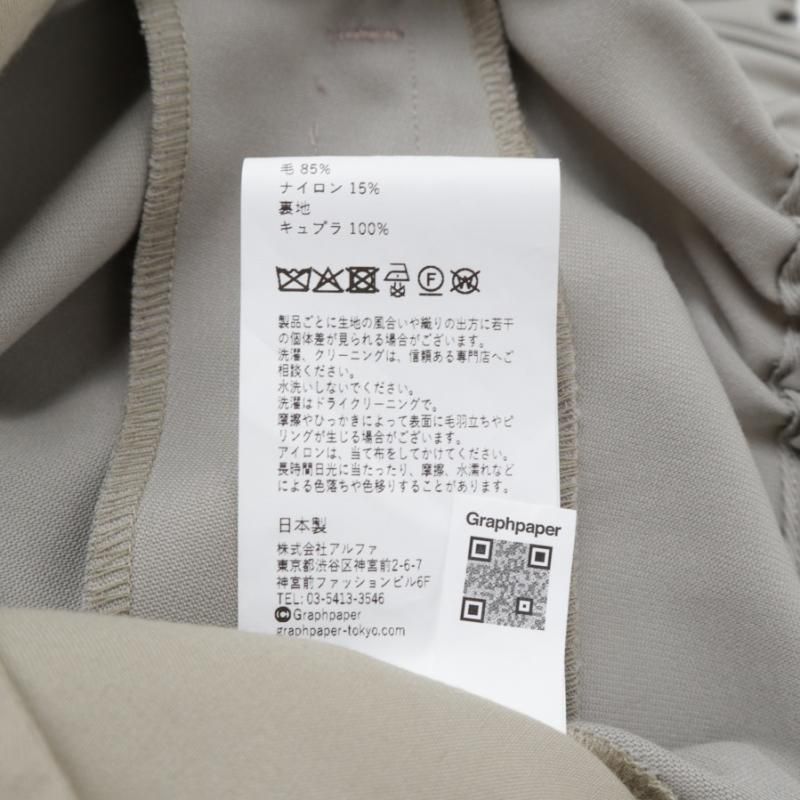 毛 85%
ナイロン 15%
裏地
キュプラ 100%
F
W
製品ごとに生地の風合いや織りの出方に若干
の個体差が見られる場合がございます。
洗濯、クリーニングは、信頼ある専門店へご
相談ください。
水洗いしないでください。
洗濯はドライクリーニングで。
摩擦やひっかきによって表面に毛羽立ちやピ
リングが生じる場合がございます。
アイロンは、当て布をしてかけてください。
長時間日光に当たったり、摩擦、水濡れなど
による色落ちや色移りすることがあります。
日本製
株式会社アルファ
東京都渋谷区神宮前2-6-7
神宮前ファッションビル6F
TEL: 03-5413-3546
Graphpaper
graphpaper-tokyo.com
Graphpaper